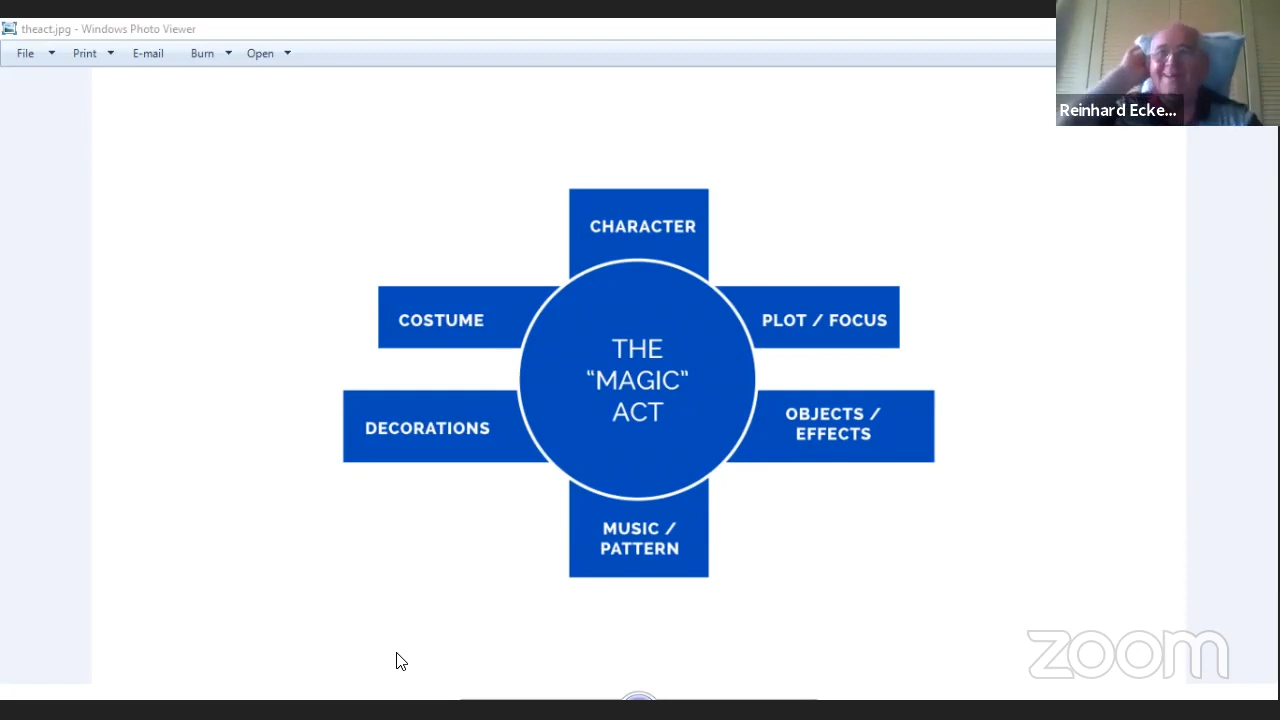 theact.jpg - Windows Photo Viewer
File Print E-mail Burn Open
Reinhard Ecke...
CHARACTER
COSTUME
PLOT / FOCUS
THE
“MAGIC”
ACT
DECORATIONS
OBJECTS /
EFFECTS
MUSIC /
PATTERN
zoom